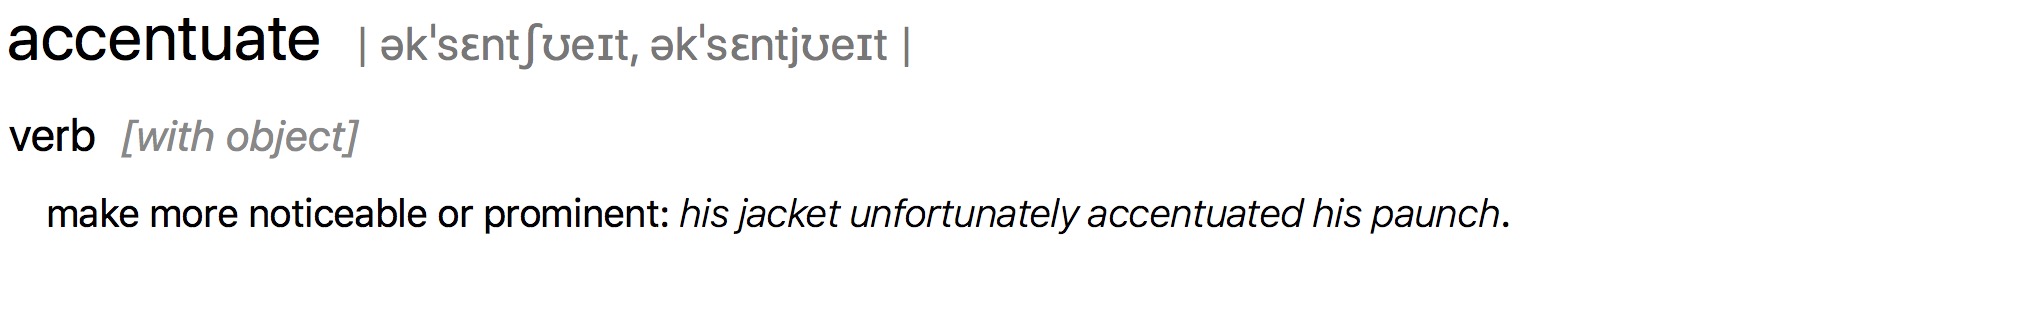 accentuate | əkˈsɛntʃʊeɪt, əkˈsɛntjʊeɪt |
verb [with object]
make more noticeable or prominent: his jacket unfortunately accentuated his paunch.